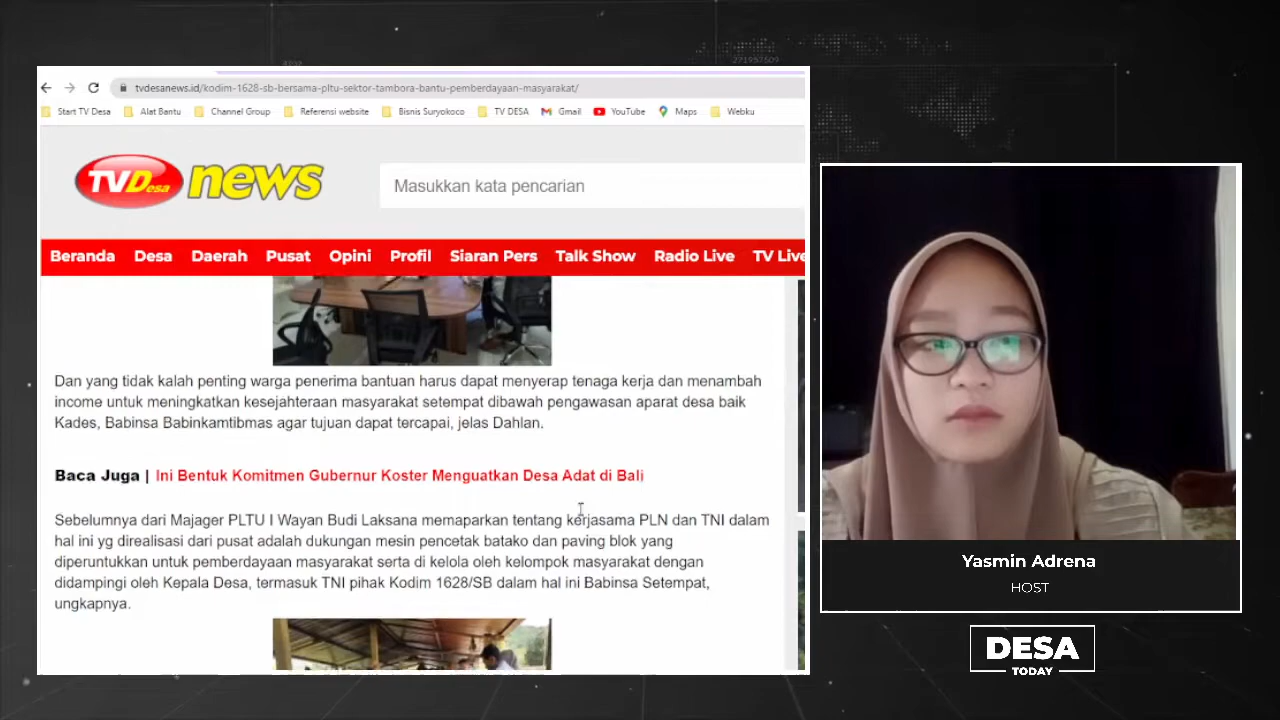 271957509
tvdesanews.id/kodim-1628-sb-bersama-pltu-sektor-tambora-bantu-pemberdayaan-masyarakat/
Start TV Desa Alat Bantu Channel Group Referensi website Bisnis Suryokoco TV DESA Gmail YouTube Maps Webku
TV Desa news
Masukkan kata pencarian
Beranda Desa Daerah Pusat Opini Profil Siaran Pers Talk Show Radio Live TV Live
Dan yang tidak kalah penting warga penerima bantuan harus dapat menyerap tenaga kerja dan menambah
income untuk meningkatkan kesejahteraan masyarakat setempat dibawah pengawasan aparat desa baik
Kades, Babinsa Babinkamtibmas agar tujuan dapat tercapai, jelas Dahlan.
Baca Juga | Ini Bentuk Komitmen Gubernur Koster Menguatkan Desa Adat di Bali
Sebelumnya dari Majager PLTU I Wayan Budi Laksana memaparkan tentang kerjasama PLN dan TNI dalam
hal ini yg direalisasi dari pusat adalah dukungan mesin pencetak batako dan paving blok yang
diperuntukkan untuk pemberdayaan masyarakat serta di kelola oleh kelompok masyarakat dengan
didampingi oleh Kepala Desa, termasuk TNI pihak Kodim 1628/SB dalam hal ini Babinsa Setempat,
ungkapnya.
Yasmin Adrena
HOST
DESA
TODAY